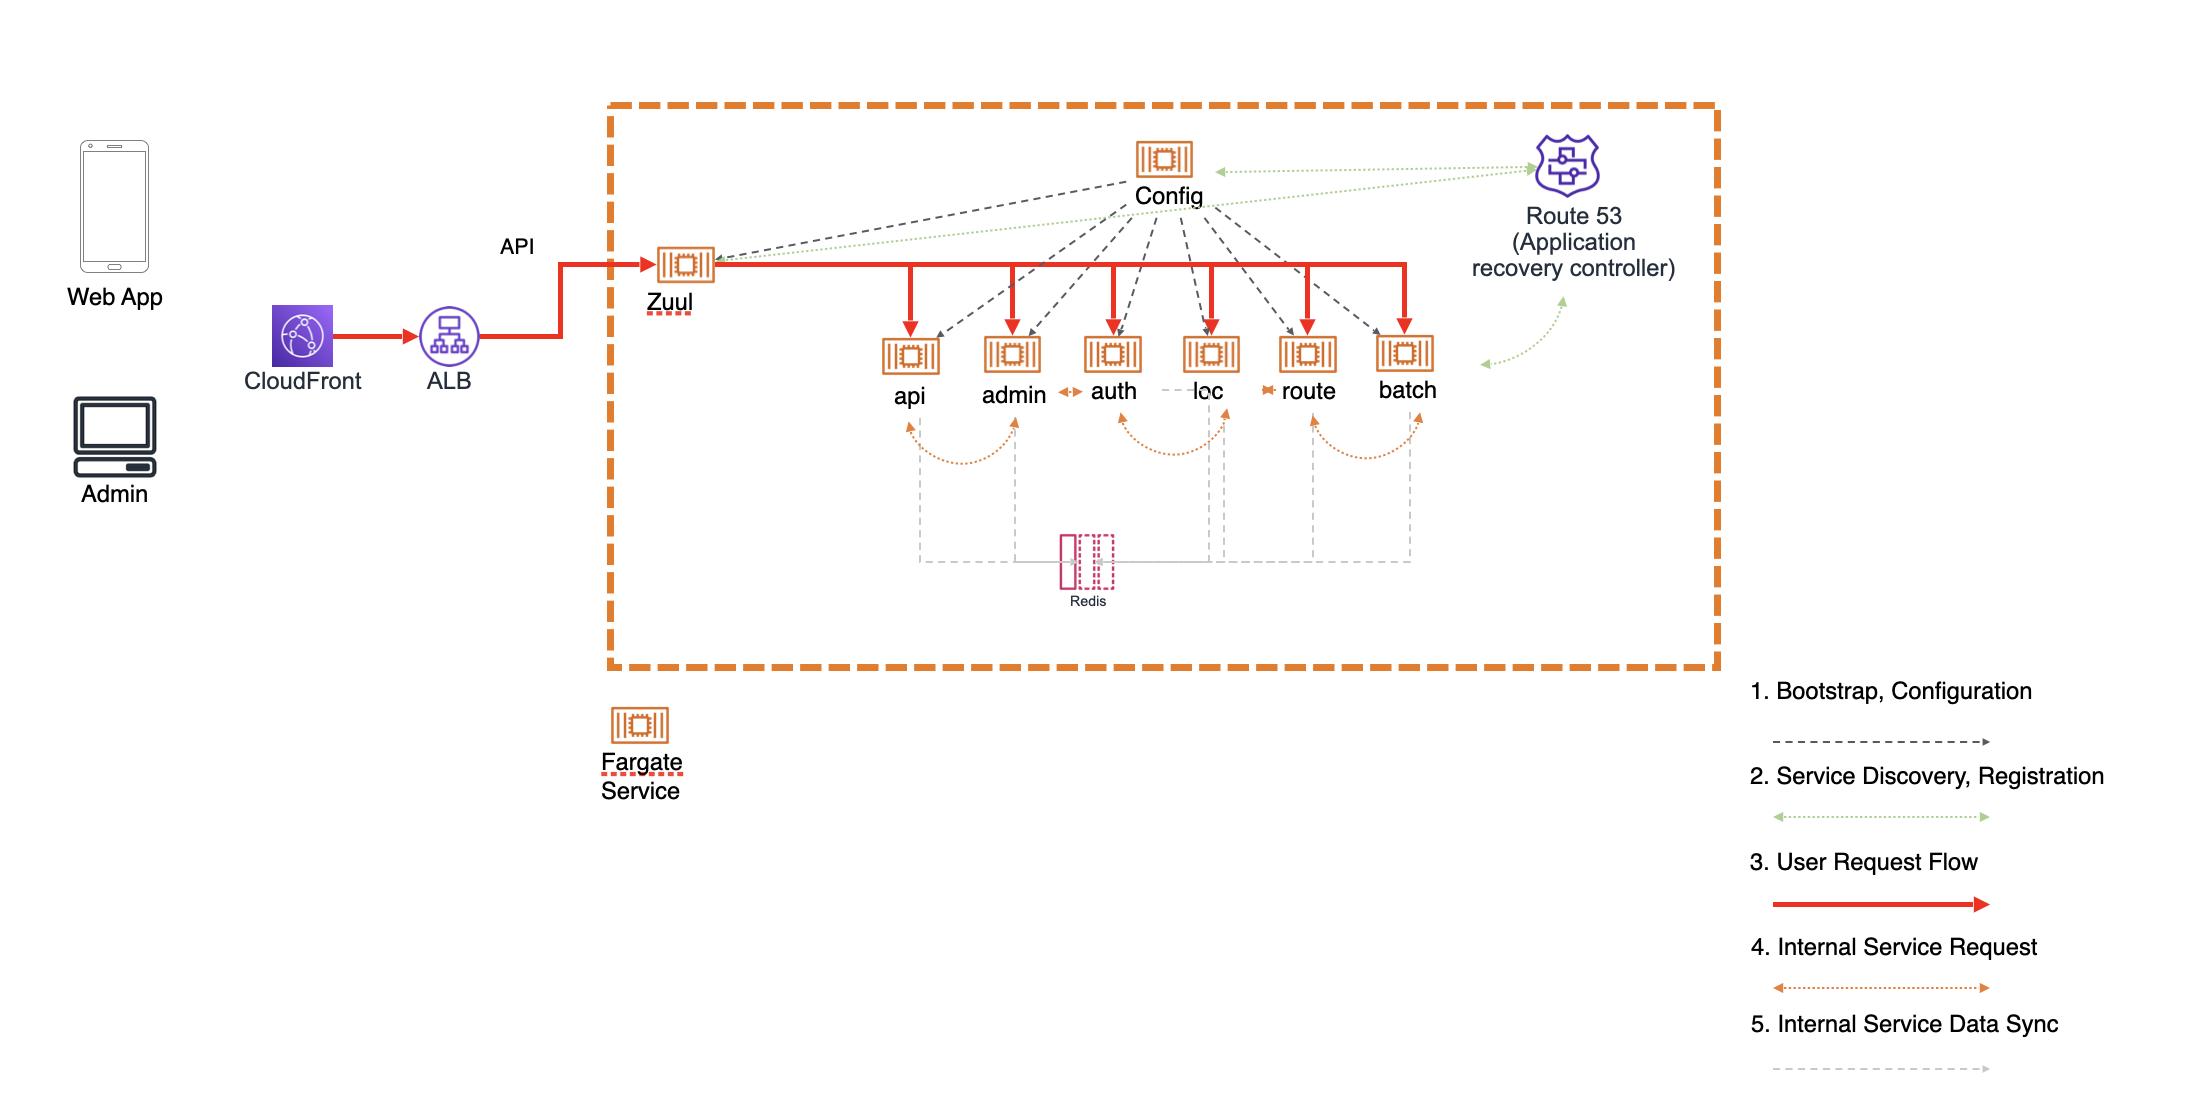 Web App
Admin
CloudFront
ALB
API
Zuul
Config
Route 53
(Application
recovery controller)
api
admin
auth
loc
route
batch
Redis
Fargate
Service
1. Bootstrap, Configuration
2. Service Discovery, Registration
3. User Request Flow
4. Internal Service Request
5. Internal Service Data Sync